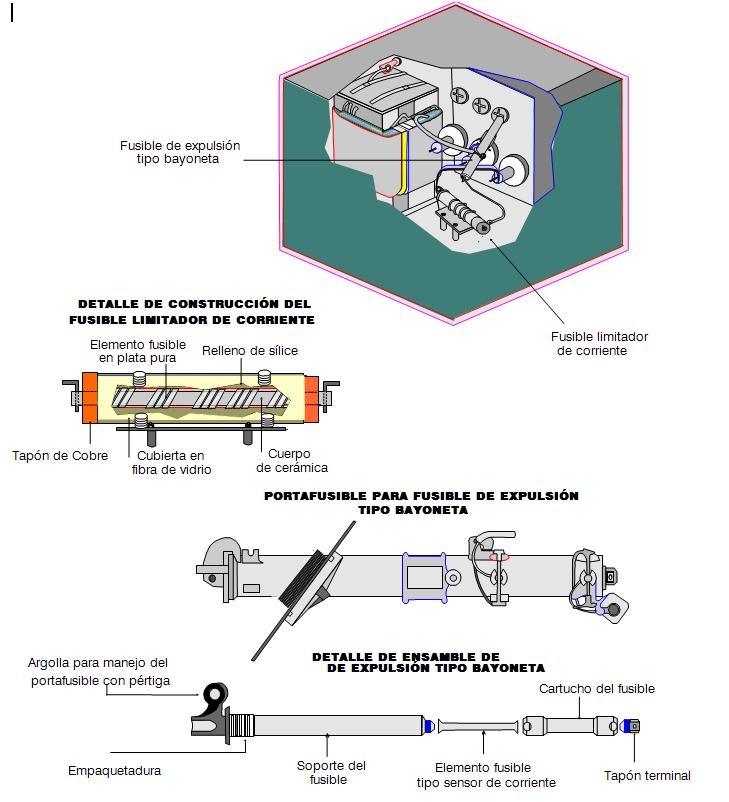 Fusible de expulsión
tipo bayoneta
Fusible limitador
de corriente
DETALLE DE CONSTRUCCIÓN DEL
FUSIBLE LIMITADOR DE CORRIENTE
Elemento fusible
en plata pura
Relleno de sílice
Tapón de Cobre
Cubierta en
fibra de vidrio
Cuerpo
de cerámica
PORTAFUSIBLE PARA FUSIBLE DE EXPULSIÓN
TIPO BAYONETA
DETALLE DE ENSAMBLE DE
DE EXPULSIÓN TIPO BAYONETA
Argolla para manejo del
portafusible con pértiga
Cartucho del fusible
Empaquetadura
Soporte del
fusible
Elemento fusible
tipo sensor de corriente
Tapón terminal